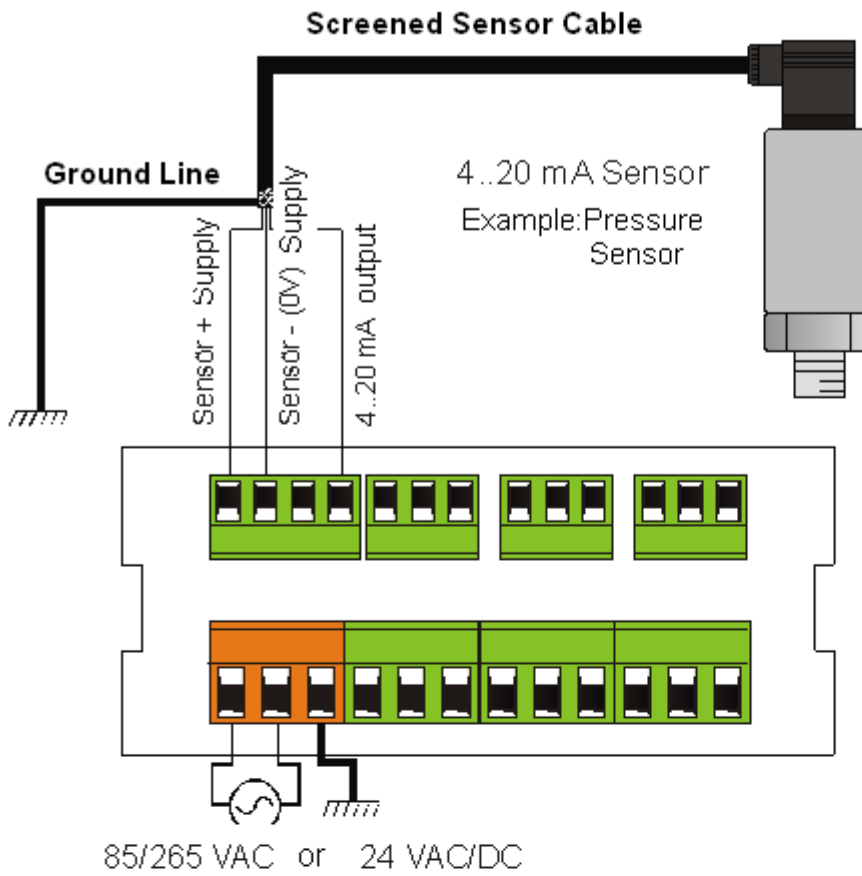 Screened Sensor Cable
Ground Line
4..20 mA Sensor
Example:Pressure
Sensor
Sensor + Supply
Sensor - (0V) Supply
4..20 mA output
85/265 VAC or 24 VAC/DC